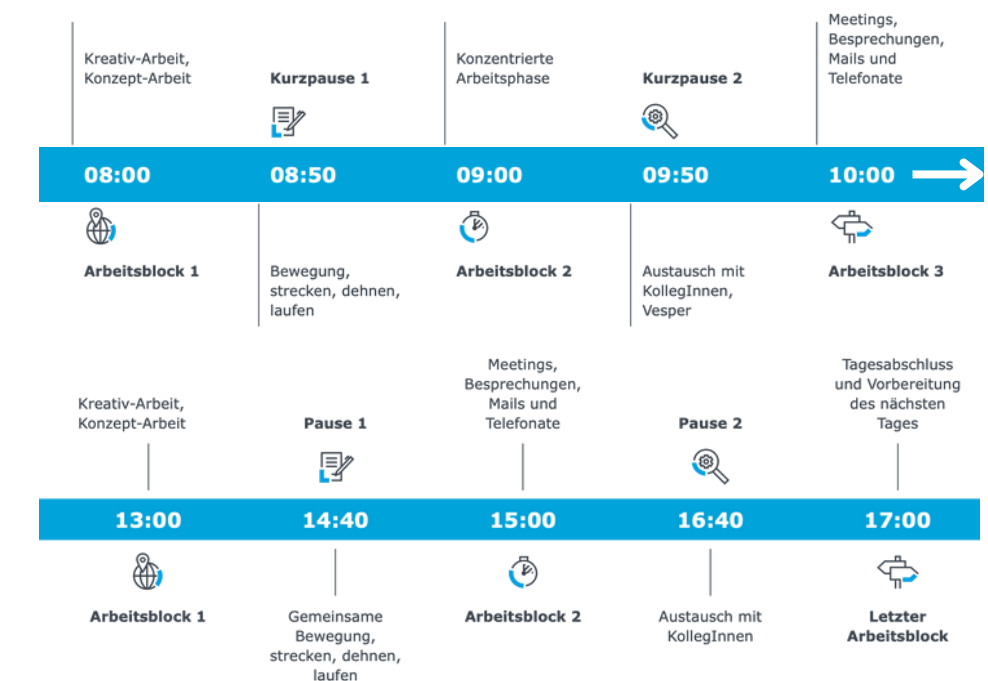 Kreativ-Arbeit,
Konzept-Arbeit
Kurzpause 1
Konzentrierte
Arbeitsphase
Kurzpause 2
Meetings,
Besprechungen,
Mails und
Telefonate
08:00
08:50
09:00
09:50
10:00
Arbeitsblock 1
Bewegung,
strecken, dehnen,
laufen
Arbeitsblock 2
Austausch mit
KollegInnen,
Vesper
Arbeitsblock 3
Kreativ-Arbeit,
Konzept-Arbeit
Pause 1
Meetings,
Besprechungen,
Mails und
Telefonate
Pause 2
Tagesabschluss
und Vorbereitung
des nächsten
Tages
13:00
14:40
15:00
16:40
17:00
Arbeitsblock 1
Gemeinsame
Bewegung,
strecken, dehnen,
laufen
Arbeitsblock 2
Austausch mit
KollegInnen
Letzter
Arbeitsblock